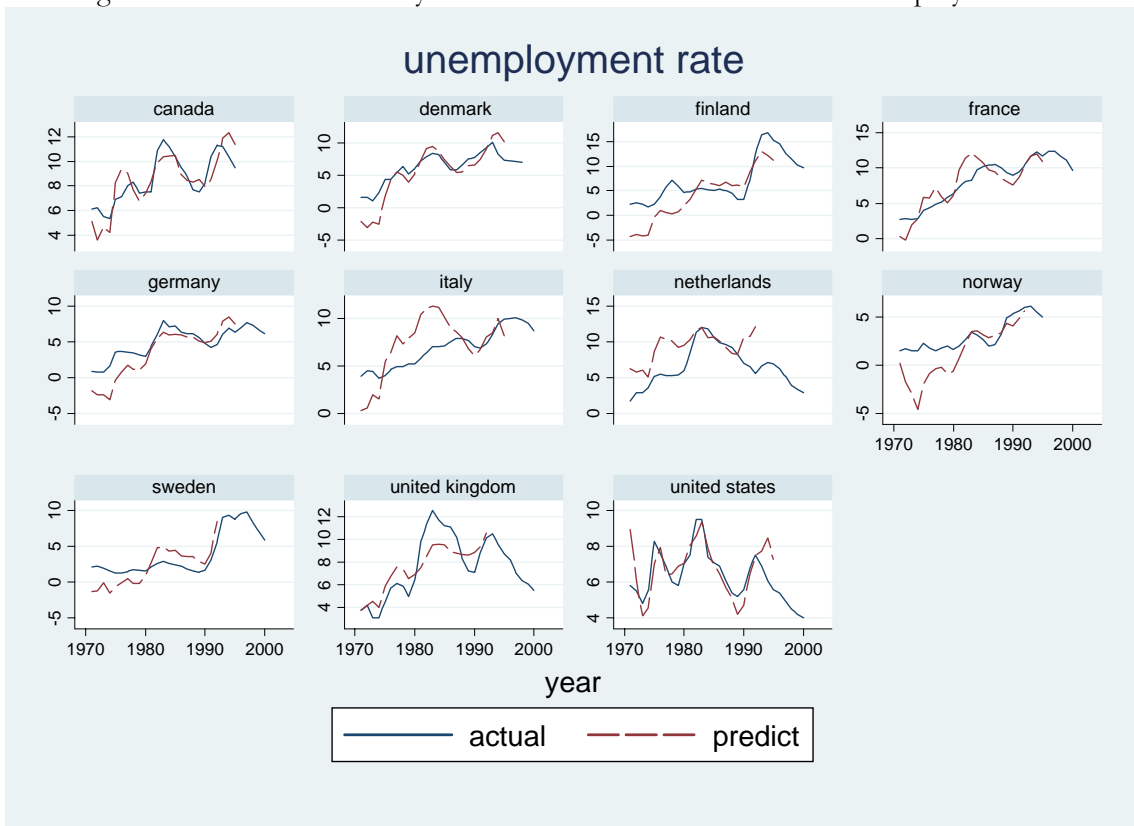 unemployment rate
canada
denmark
finland
france
4 6 8 10 12
-5 0 5 10
-5 0 5 10 15
0 5 10 15
germany
italy
netherlands
norway
-5 0 5 10
0 5 10
0 5 10 15
-5 0 5
1970 1980 1990 2000
sweden
united kingdom
united states
-5 0 5 10
4 6 8 10 12
4 6 8 10
1970 1980 1990 2000
1970 1980 1990 2000
1970 1980 1990 2000
year
actual
predict